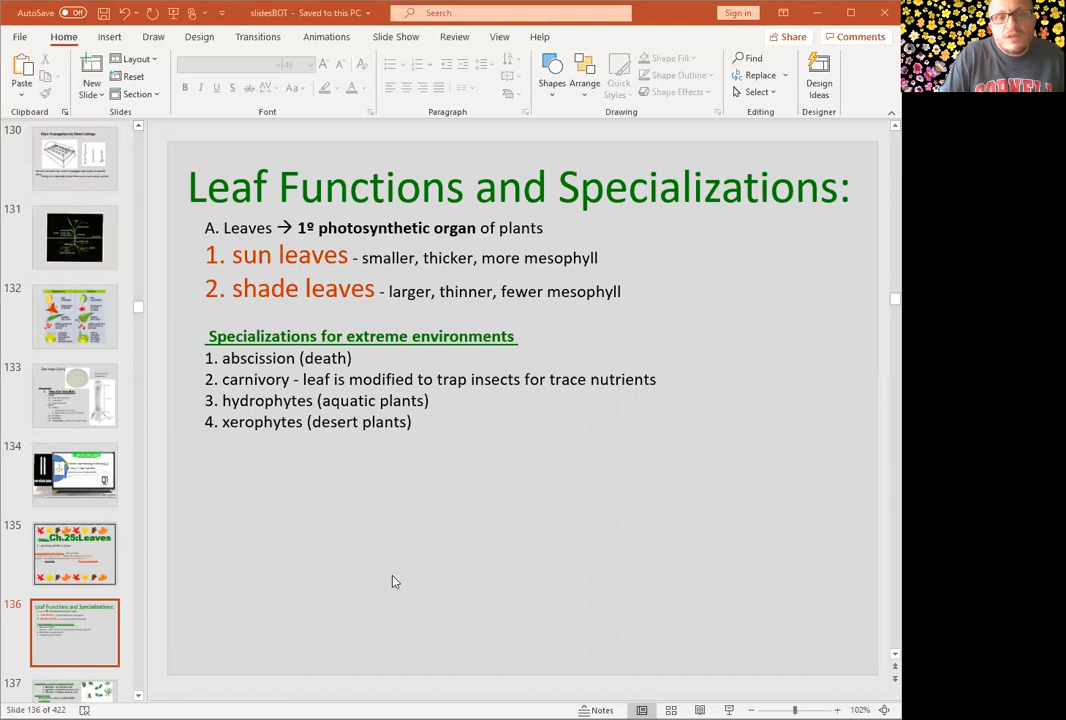 AutoSave Off slidesBOT - Saved to this PC Search Sign in
File Home Insert Draw Design Transitions Animations Slide Show Review View Help Share Comments
Paste New Slide Layout Reset Section 43 Shapes Arrange Quick Styles Shape Fill Shape Outline Shape Effects Find Replace Select Design Ideas
Clipboard Slides Font Paragraph Drawing Editing Designer
130
131
132
133
134
135
Ch.25:Leaves
136
Leaf Functions and Specializations:
137
Leaf Functions and Specializations:
A. Leaves → 1º photosynthetic organ of plants
1. sun leaves - smaller, thicker, more mesophyll
2. shade leaves - larger, thinner, fewer mesophyll
Specializations for extreme environments
1. abscission (death)
2. carnivory - leaf is modified to trap insects for trace nutrients
3. hydrophytes (aquatic plants)
4. xerophytes (desert plants)
CORNELL
Slide 136 of 422 Notes 102%